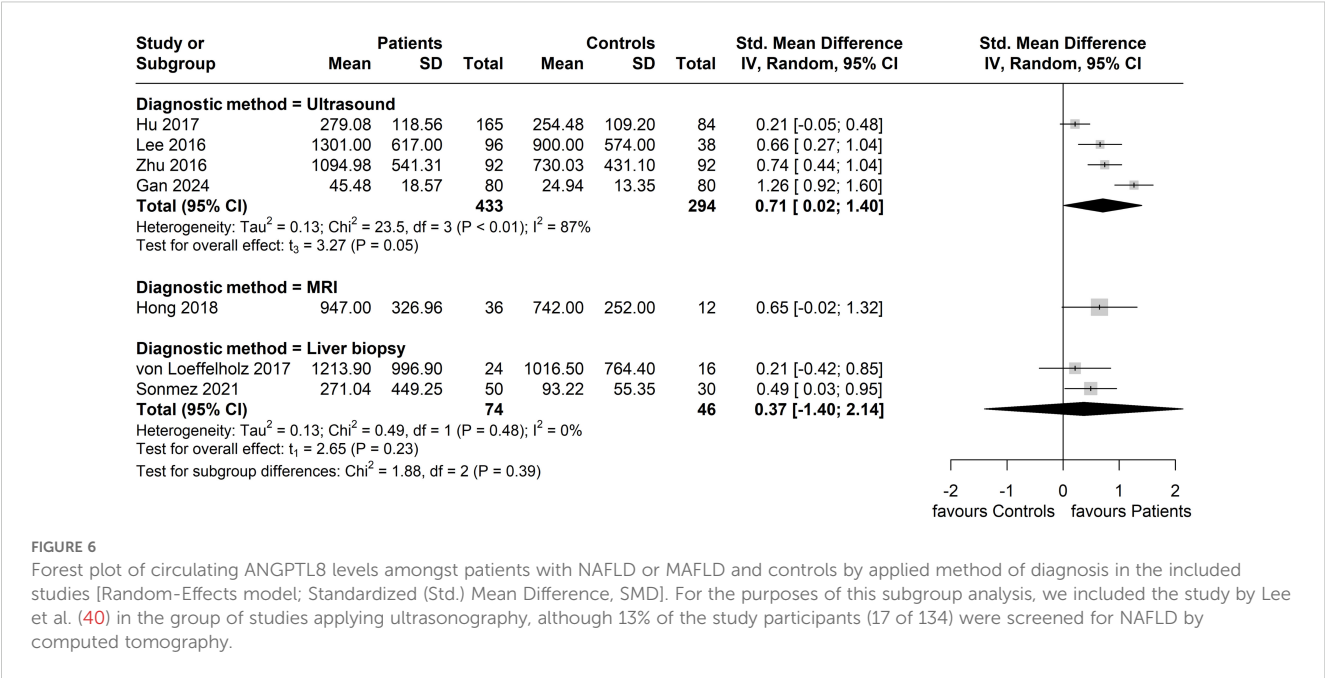 Study or Patients Controls Std. Mean Difference Std. Mean Difference
Subgroup Mean SD Total Mean SD Total IV, Random, 95% CI IV, Random, 95% CI
Diagnostic method = Ultrasound
Hu 2017 279.08 118.56 165 254.48 109.20 84 0.21 [-0.05; 0.48]
Lee 2016 1301.00 617.00 96 900.00 574.00 38 0.66 [ 0.27; 1.04]
Zhu 2016 1094.98 541.31 92 730.03 431.10 92 0.74 [ 0.44; 1.04]
Gan 2024 45.48 18.57 80 24.94 13.35 80 1.26 [ 0.92; 1.60]
Total (95% CI) 433 294 0.71 [ 0.02; 1.40]
Heterogeneity: Tau² = 0.13; Chi² = 23.5, df = 3 (P < 0.01); I² = 87%
Test for overall effect: t₃ = 3.27 (P = 0.05)
Diagnostic method = MRI
Hong 2018 947.00 326.96 36 742.00 252.00 12 0.65 [-0.02; 1.32]
Diagnostic method = Liver biopsy
von Loeffelholz 2017 1213.90 996.90 24 1016.50 764.40 16 0.21 [-0.42; 0.85]
Sonmez 2021 271.04 449.25 50 93.22 55.35 30 0.49 [ 0.03; 0.95]
Total (95% CI) 74 46 0.37 [-1.40; 2.14]
Heterogeneity: Tau² = 0.13; Chi² = 0.49, df = 1 (P = 0.48); I² = 0%
Test for overall effect: t₁ = 2.65 (P = 0.23)
Test for subgroup differences: Chi² = 1.88, df = 2 (P = 0.39)
-2 -1 0 1 2
favours Controls favours Patients
FIGURE 6
Forest plot of circulating ANGPTL8 levels amongst patients with NAFLD or MAFLD and controls by applied method of diagnosis in the included
studies [Random-Effects model; Standardized (Std.) Mean Difference, SMD]. For the purposes of this subgroup analysis, we included the study by Lee
et al. (40) in the group of studies applying ultrasonography, although 13% of the study participants (17 of 134) were screened for NAFLD by
computed tomography.